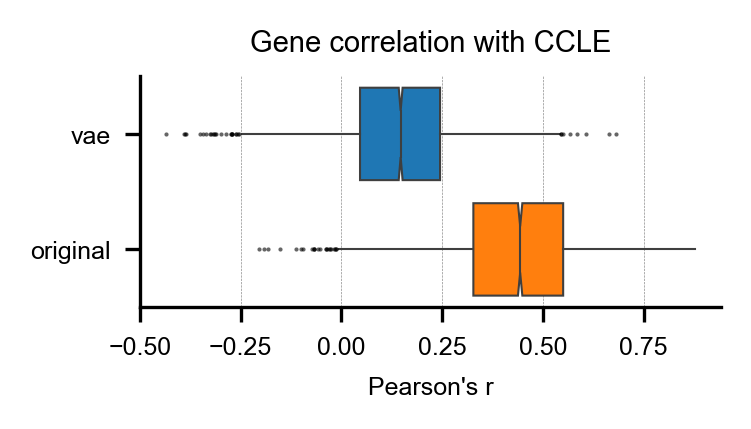 Gene correlation with CCLE
vae
original
−0.50 −0.25 0.00 0.25 0.50 0.75
Pearson's r